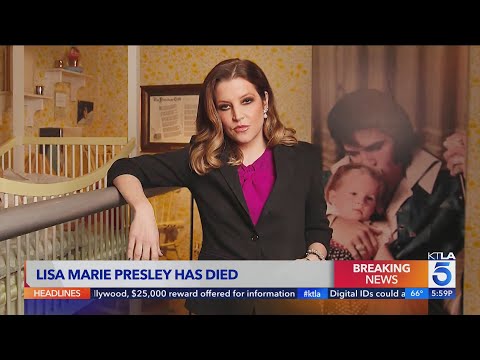 LISA MARIE PRESLEY HAS DIED
BREAKING
NEWS
KTLA
5
HEADLINES
llywood, $25,000 reward offered for information
#ktla
Digital IDs could a
66°
5:59P